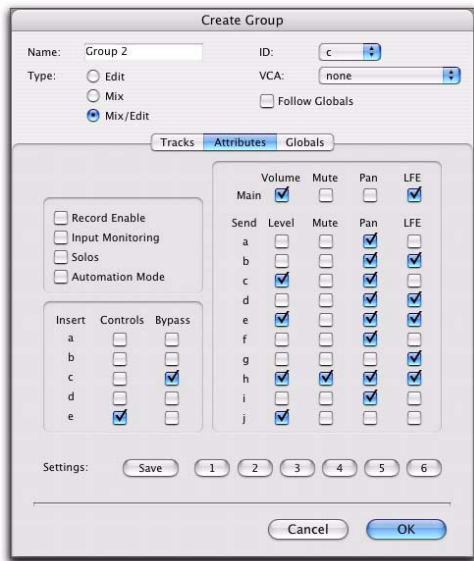 Create Group
Name: Group 2 ID: c
Type: Edit VCA: none
Mix Follow Globals
Mix/Edit
Tracks Attributes Globals
Volume Mute Pan LFE
Main
Record Enable
Input Monitoring
Solos
Automation Mode
Send Level Mute Pan LFE
a
b
c
d
e
f
g
h
i
j
Insert Controls Bypass
a
b
c
d
e
Settings: Save 1 2 3 4 5 6
Cancel OK